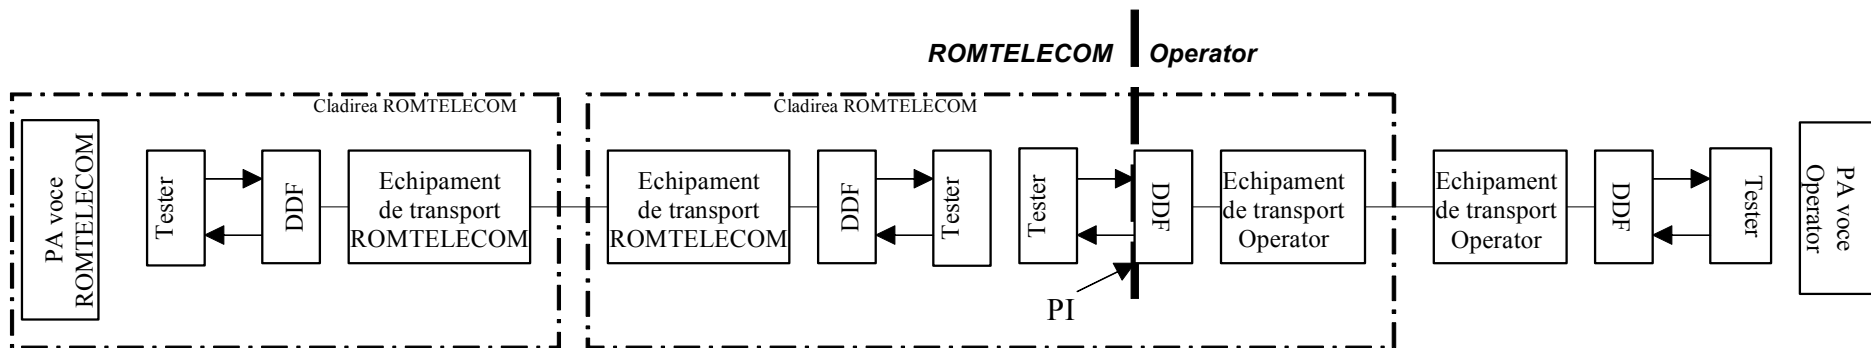 ROMTELECOM
Operator
Cladirea ROMTELECOM
Cladirea ROMTELECOM
PA voce
ROMTELECOM
Tester
DDF
Echipament
de transport
ROMTELECOM
Echipament
de transport
ROMTELECOM
DDF
Tester
Tester
DDF
Echipament
de transport
Operator
Echipament
de transport
Operator
DDF
Tester
PA voce
Operator
PI